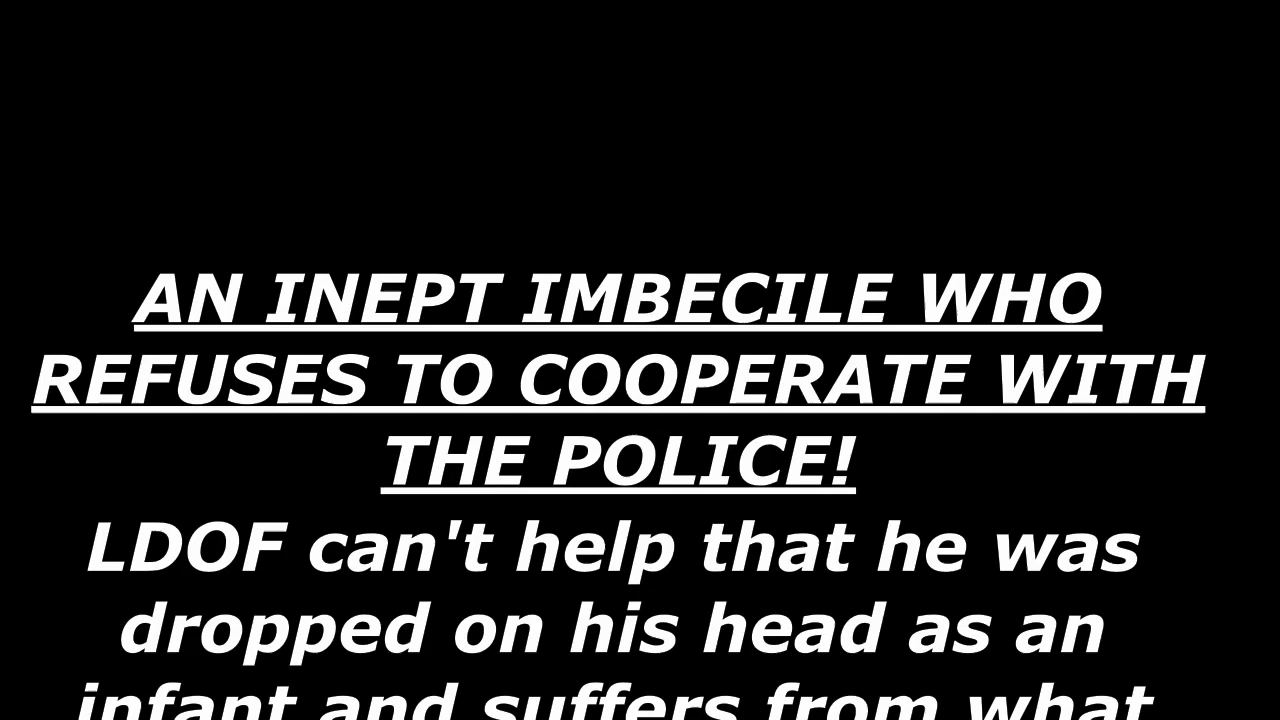 AN INEPT IMBECILE WHO
REFUSES TO COOPERATE WITH
THE POLICE!
LDOF can't help that he was
dropped on his head as an
infant and suffers from what